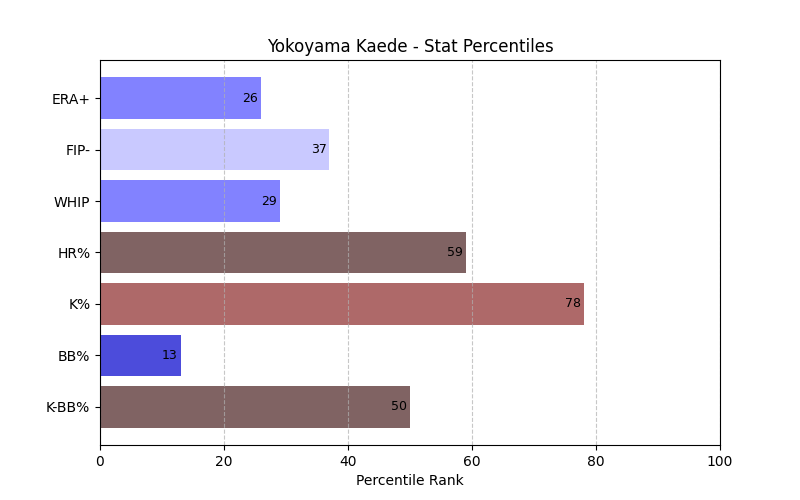 Yokoyama Kaede - Stat Percentiles
ERA+ 26
FIP- 37
WHIP 29
HR% 59
K% 78
BB% 13
K-BB% 50
0 20 40 60 80 100
Percentile Rank